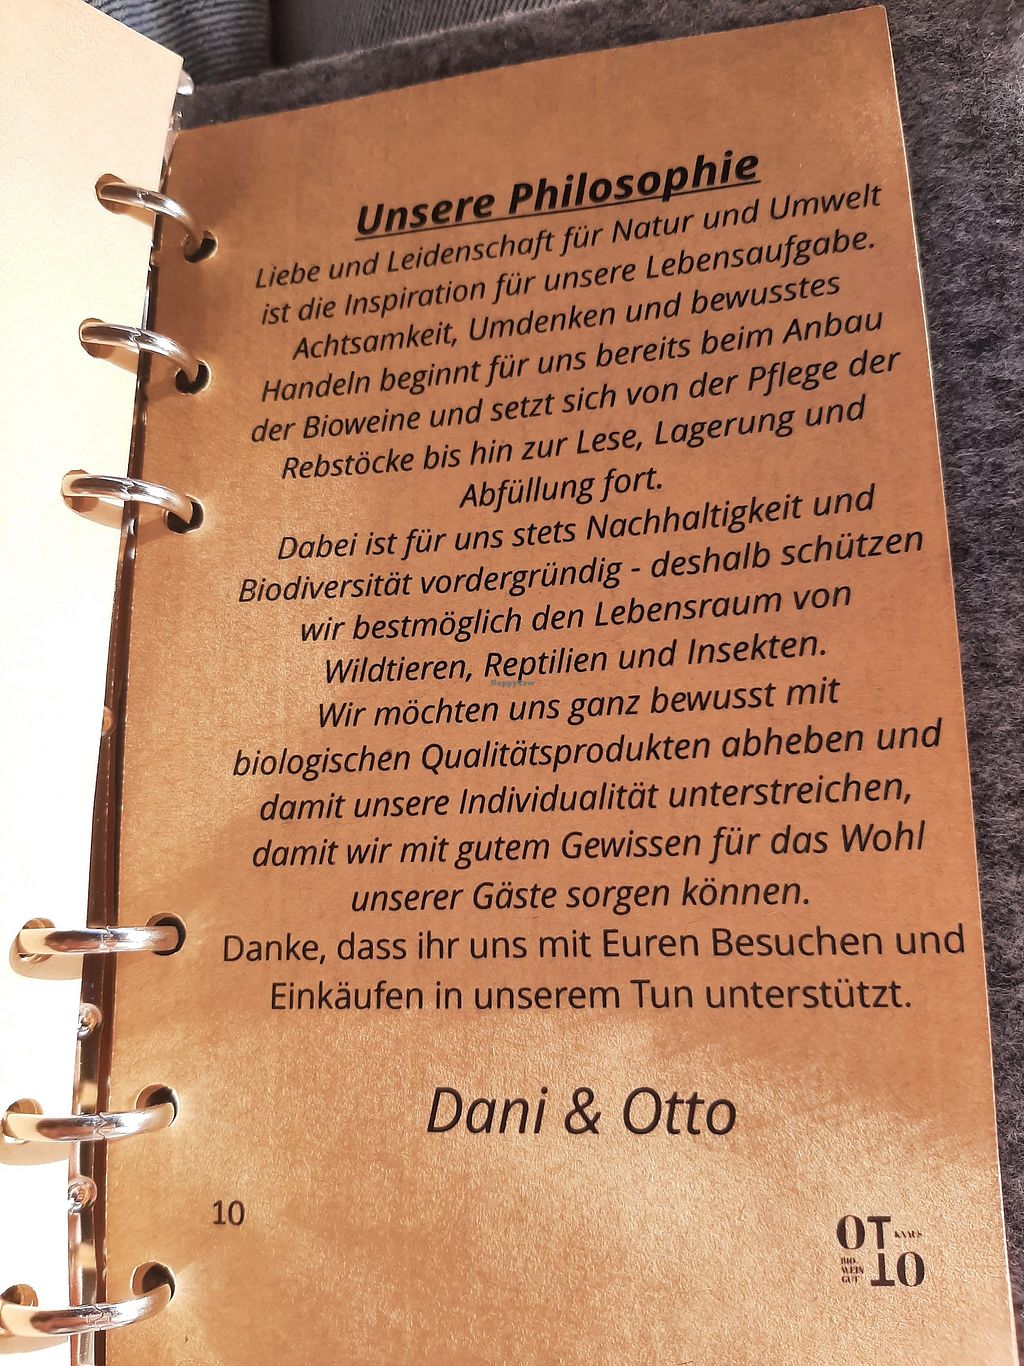 Unsere Philosophie
Liebe und Leidenschaft für Natur und Umwelt
ist die Inspiration für unsere Lebensaufgabe.
Achtsamkeit, Umdenken und bewusstes
Handeln beginnt für uns bereits beim Anbau
der Bioweine und setzt sich von der Pflege der
Rebstöcke bis hin zur Lese, Lagerung und
Abfüllung fort.
Dabei ist für uns stets Nachhaltigkeit und
Biodiversität vordergründig - deshalb schützen
wir bestmöglich den Lebensraum von
Wildtieren, Reptilien und Insekten.
HappyCow
Wir möchten uns ganz bewusst mit
biologischen Qualitätsprodukten abheben und
damit unsere Individualität unterstreichen,
damit wir mit gutem Gewissen für das Wohl
unserer Gäste sorgen können.
Danke, dass ihr uns mit Euren Besuchen und
Einkäufen in unserem Tun unterstützt.
Dani & Otto
10
OTTO
BIO
WEIN
GUT